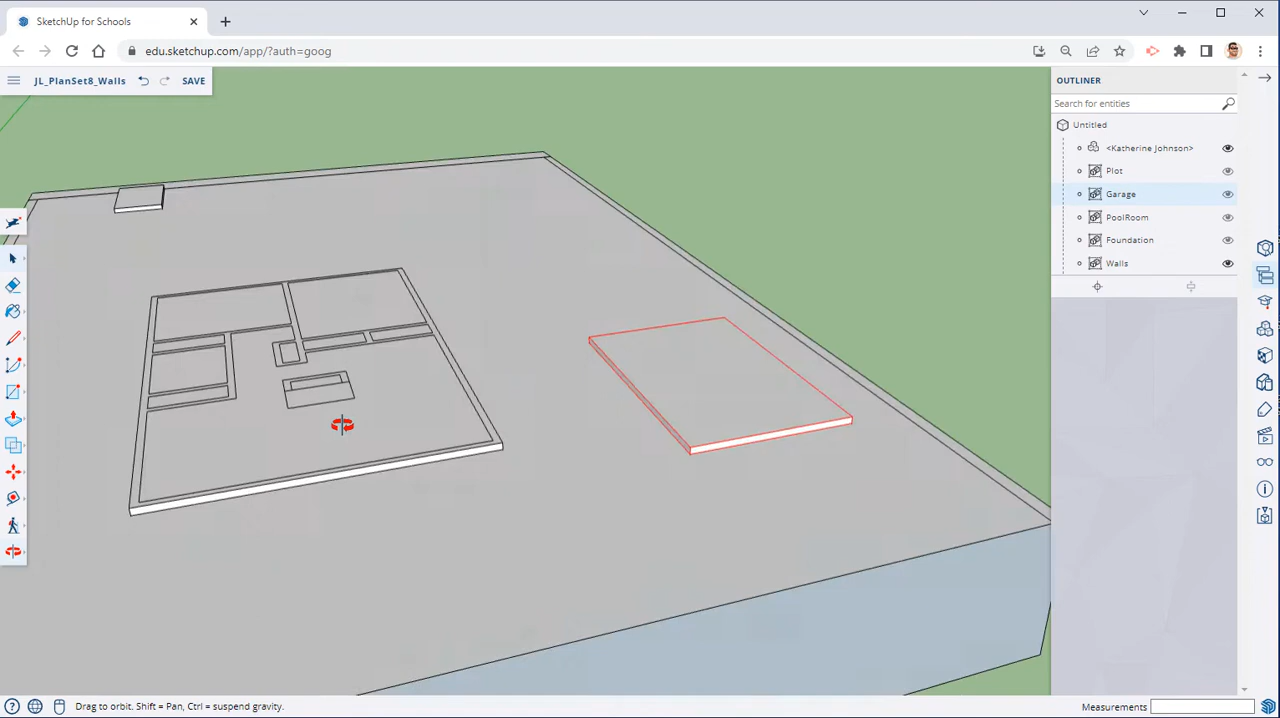 SketchUp for Schools
edu.sketchup.com/app/?auth=goog
JL_PlanSet8_Walls
SAVE
OUTLINER
Search for entities
Untitled
<Katherine Johnson>
Plot
Garage
PoolRoom
Foundation
Walls
Drag to orbit. Shift = Pan, Ctrl = suspend gravity.
Measurements